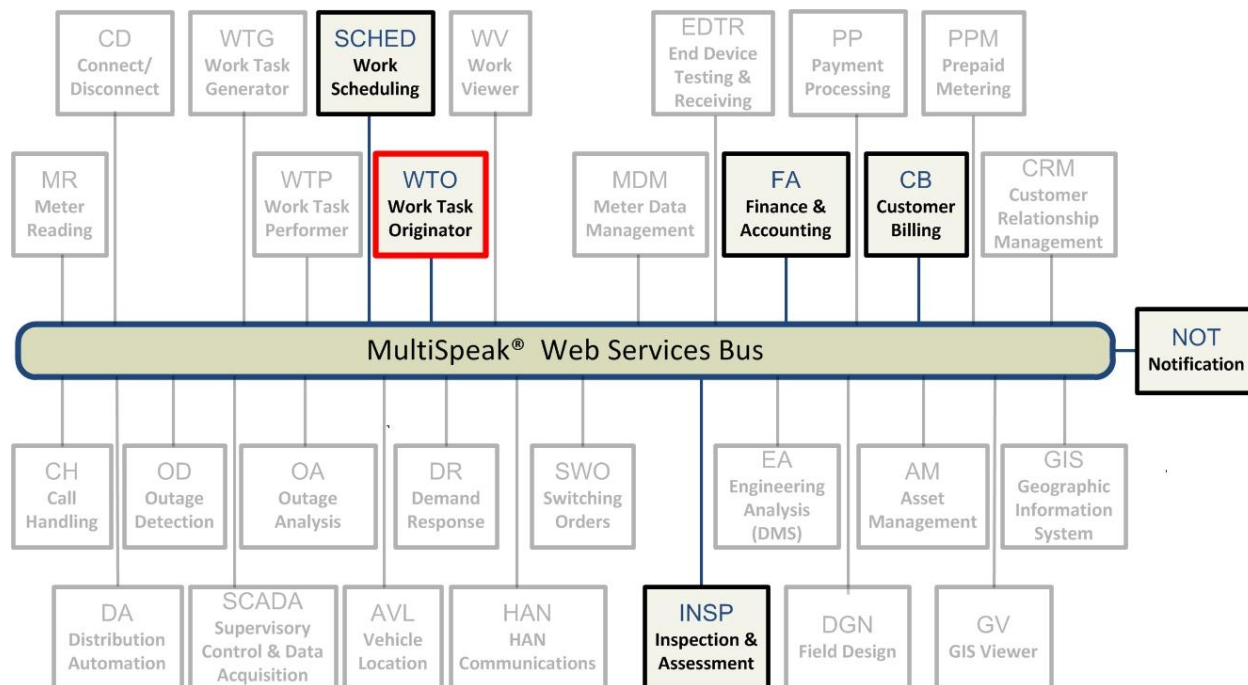 CD
Connect/
Disconnect
WTG
Work Task
Generator
SCHED
Work
Scheduling
WV
Work
Viewer
EDTR
End Device
Testing &
Receiving
PP
Payment
Processing
PPM
Prepaid
Metering
MR
Meter
Reading
WTP
Work Task
Performer
WTO
Work Task
Originator
MDM
Meter Data
Management
FA
Finance &
Accounting
CB
Customer
Billing
CRM
Customer
Relationship
Management
MultiSpeak® Web Services Bus
NOT
Notification
CH
Call
Handling
OD
Outage
Detection
OA
Outage
Analysis
DR
Demand
Response
SWO
Switching
Orders
EA
Engineering
Analysis
(DMS)
AM
Asset
Management
GIS
Geographic
Information
System
DA
Distribution
Automation
SCADA
Supervisory
Control & Data
Acquisition
AVL
Vehicle
Location
HAN
HAN
Communications
INSP
Inspection &
Assessment
DGN
Field Design
GV
GIS Viewer